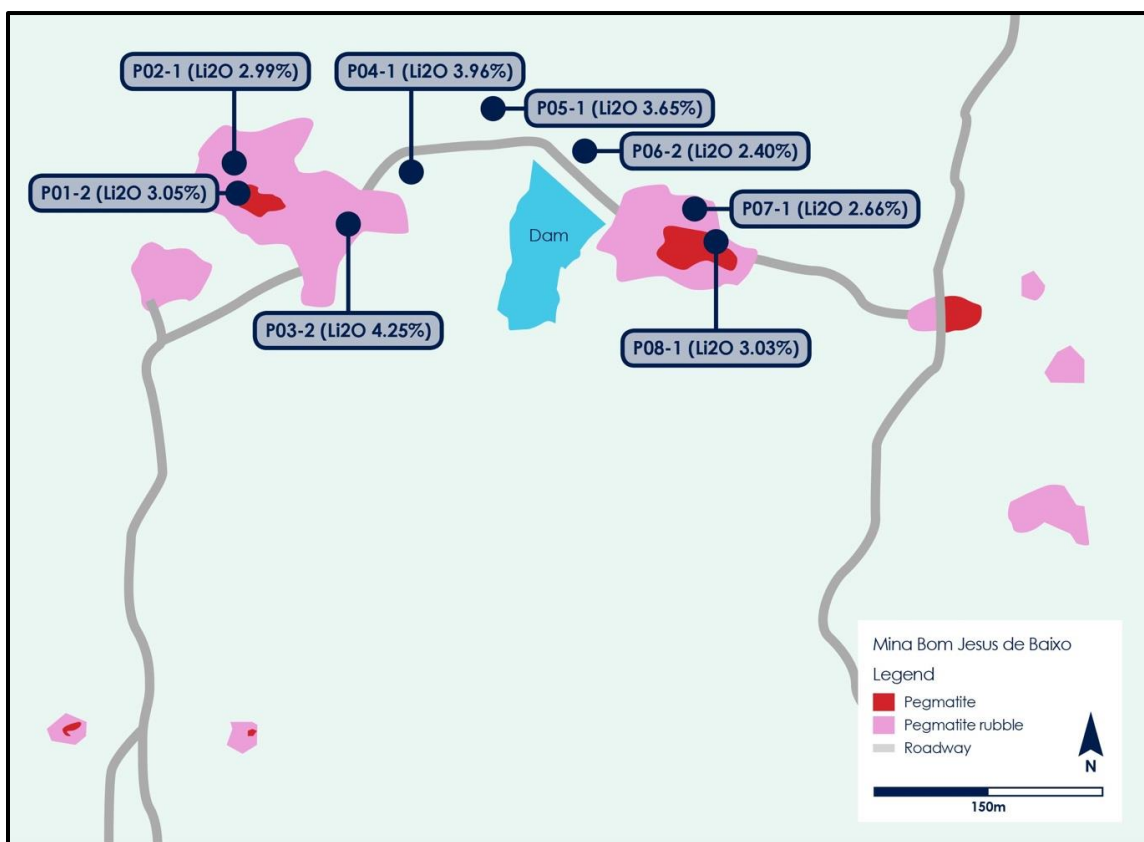 P02-1 (Li2O 2.99%)
P04-1 (Li2O 3.96%)
P05-1 (Li2O 3.65%)
P06-2 (Li2O 2.40%)
P01-2 (Li2O 3.05%)
P07-1 (Li2O 2.66%)
Dam
P03-2 (Li2O 4.25%)
P08-1 (Li2O 3.03%)
Mina Bom Jesus de Baixo
Legend
Pegmatite
Pegmatite rubble
Roadway
N
150m